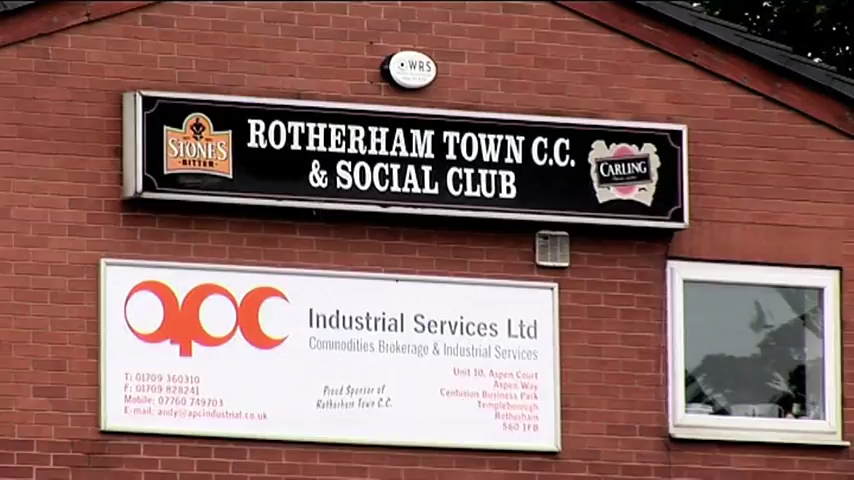 WRS
STONES
BITTER
ROTHERHAM TOWN C.C.
& SOCIAL CLUB
CARLING
apc
Industrial Services Ltd
Commodities Brokerage & Industrial Services
T: 01709 360310
F: 01709 828241
Mobile: 07760 749703
E-mail: andy@apcindustrial.co.uk
Proud Sponsor of
Rotherham Town C.C.
Unit 10, Aspen Court
Aspen Way
Centurion Business Park
Templeborough
Rotherham
S60 1FB